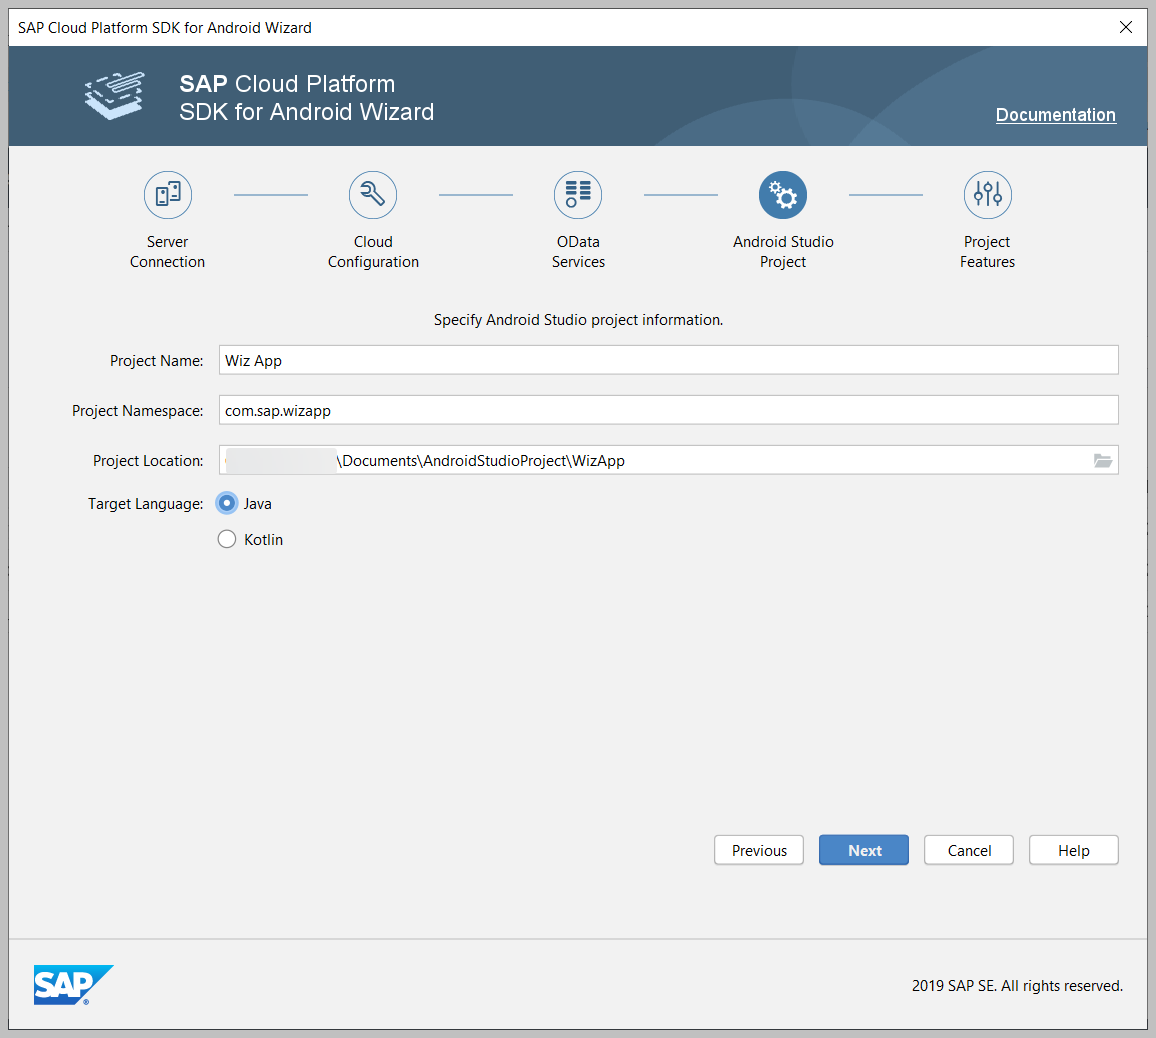 SAP Cloud Platform SDK for Android Wizard
SAP Cloud Platform
SDK for Android Wizard
Documentation
Server
Connection
Cloud
Configuration
OData
Services
Android Studio
Project
Project
Features
Specify Android Studio project information.
Project Name: Wiz App
Project Namespace: com.sap.wizapp
Project Location: \Documents\AndroidStudioProject\WizApp
Target Language: Java
Kotlin
Previous Next Cancel Help
SAP®
2019 SAP SE. All rights reserved.